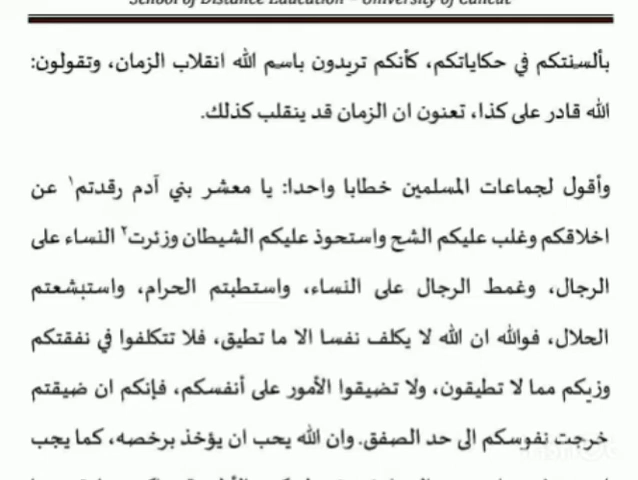 School of Distance Education – University of Calicut
بألسنتكم في حكاياتكم، كأنكم تريدون باسم الله انقلاب الزمان، وتقولون:
الله قادر على كذا، تعنون ان الزمان قد ينقلب كذلك.
وأقول لجماعات المسلمين خطابا واحدا: يا معشر بني آدم رقدتم١ عن
اخلاقكم وغلب عليكم الشح واستحوذ عليكم الشيطان وزئرت٢ النساء على
الرجال، وغمط الرجال على النساء، واستطبتم الحرام، واستبشعتم
الحلال، فوالله ان الله لا يكلف نفسا الا ما تطيق، فلا تتكلفوا في نفقتكم
وزيكم مما لا تطيقون، ولا تضيقوا الأمور على أنفسكم، فإنكم ان ضيقتم
خرجت نفوسكم الى حد الصفق. وان الله يحب ان يؤخذ برخصه، كما يجب